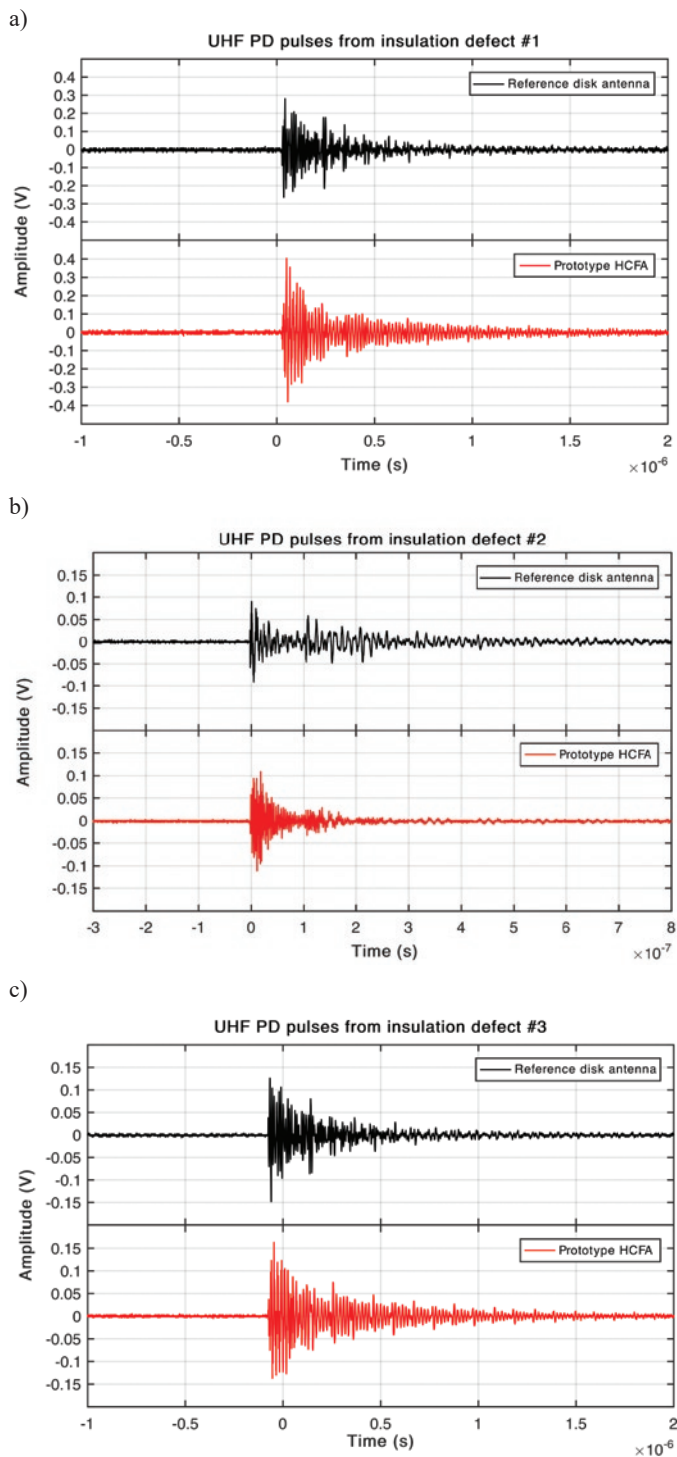 a)
UHF PD pulses from insulation defect #1
Reference disk antenna
0.4
0.3
0.2
0.1
0
-0.1
-0.2
-0.3
-0.4
Prototype HCFA
0.4
0.3
0.2
0.1
0
-0.1
-0.2
-0.3
-0.4
Amplitude (V)
-1 -0.5 0 0.5 1 1.5 2
Time (s)
×10⁻⁶
b)
UHF PD pulses from insulation defect #2
Reference disk antenna
0.15
0.1
0.05
0
-0.05
-0.1
-0.15
Prototype HCFA
0.15
0.1
0.05
0
-0.05
-0.1
-0.15
Amplitude (V)
-3 -2 -1 0 1 2 3 4 5 6 7 8
Time (s)
×10⁻⁷
c)
UHF PD pulses from insulation defect #3
Reference disk antenna
0.15
0.1
0.05
0
-0.05
-0.1
-0.15
Prototype HCFA
0.15
0.1
0.05
0
-0.05
-0.1
-0.15
Amplitude (V)
-1 -0.5 0 0.5 1 1.5 2
Time (s)
×10⁻⁶